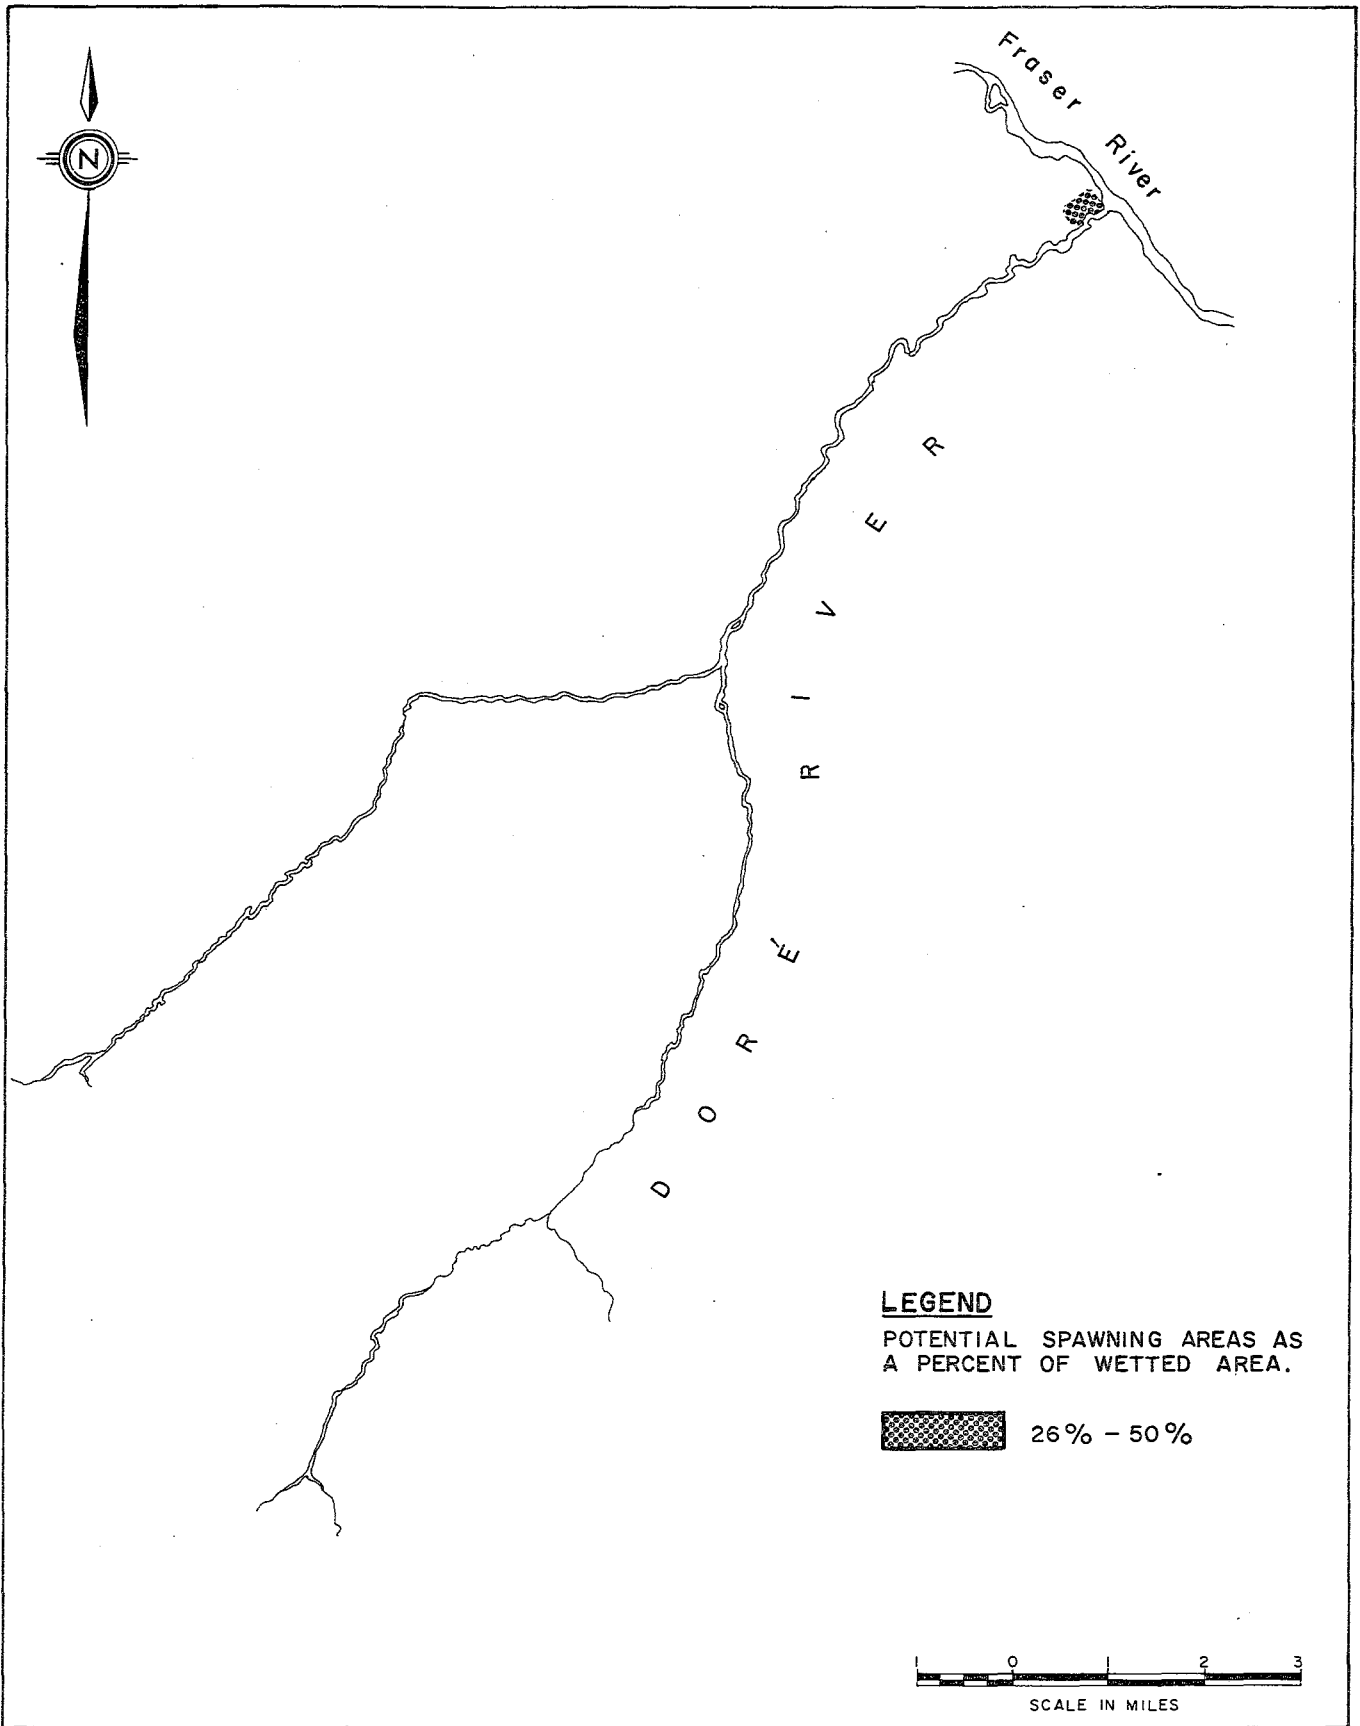 Fraser River
N
DORÉ RIVER
LEGEND
POTENTIAL SPAWNING AREAS AS
A PERCENT OF WETTED AREA.
26% - 50%
1 0 1 2 3
SCALE IN MILES